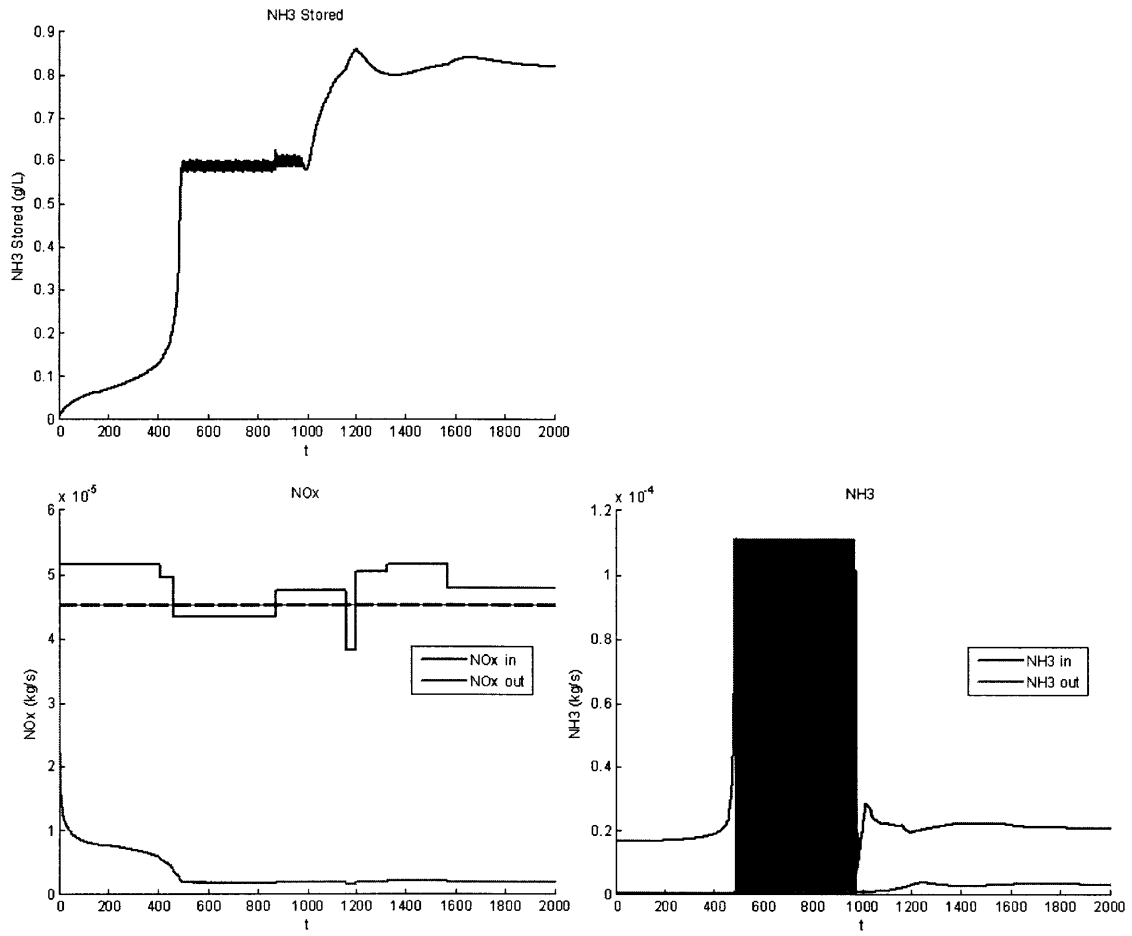 NH3 Stored
0.9
0.8
0.7
0.6
0.5
0.4
0.3
0.2
0.1
0
NH3 Stored (g/L)
0 200 400 600 800 1000 1200 1400 1600 1800 2000
t
x 10^-5
NOx
6
5
4
3
2
1
0
NOx (kg/s)
NOx in
NOx out
0 200 400 600 800 1000 1200 1400 1600 1800 2000
t
x 10^-4
NH3
1.2
1
0.8
0.6
0.4
0.2
0
NH3 (kg/s)
NH3 in
NH3 out
0 200 400 600 800 1000 1200 1400 1600 1800 2000
t